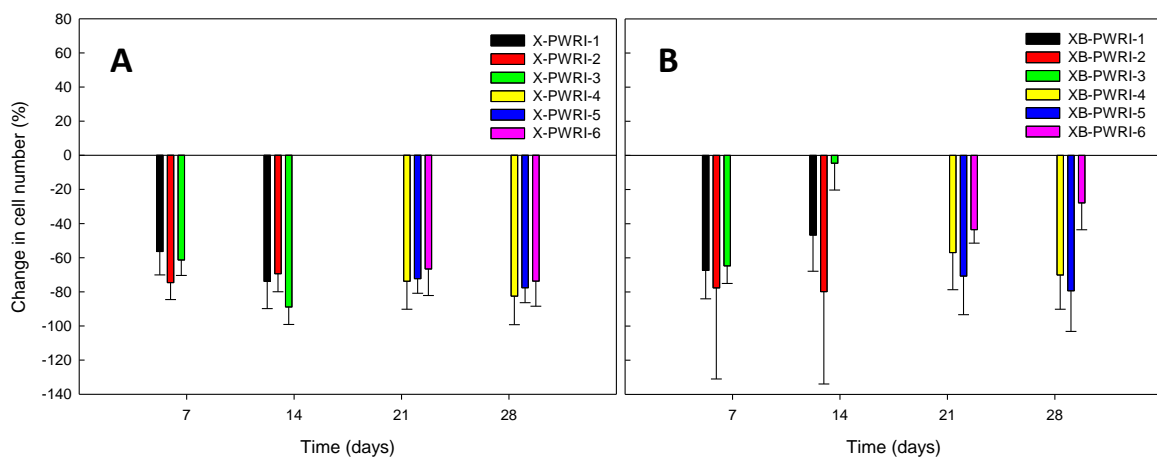 A
X-PWRI-1
X-PWRI-2
X-PWRI-3
X-PWRI-4
X-PWRI-5
X-PWRI-6
B
XB-PWRI-1
XB-PWRI-2
XB-PWRI-3
XB-PWRI-4
XB-PWRI-5
XB-PWRI-6
Change in cell number (%)
80
60
40
20
0
-20
-40
-60
-80
-100
-120
-140
7 14 21 28
7 14 21 28
Time (days)
Time (days)